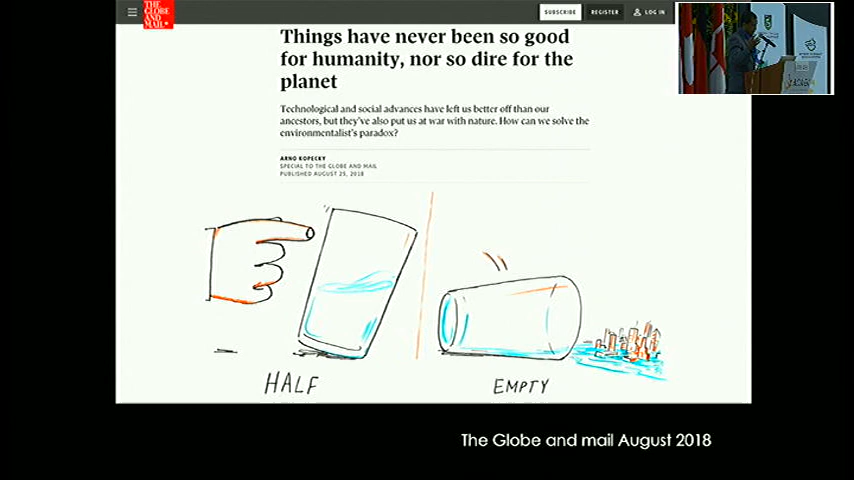 THE
GLOBE
AND
MAIL
SUBSCRIBE
REGISTER
LOG IN
Things have never been so good
for humanity, nor so dire for the
planet
Technological and social advances have left us better off than our
ancestors, but they've also put us at war with nature. How can we solve the
environmentalist's paradox?
ARNO KOPECKY
SPECIAL TO THE GLOBE AND MAIL
PUBLISHED AUGUST 25, 2018
HALF
EMPTY
The Globe and mail August 2018